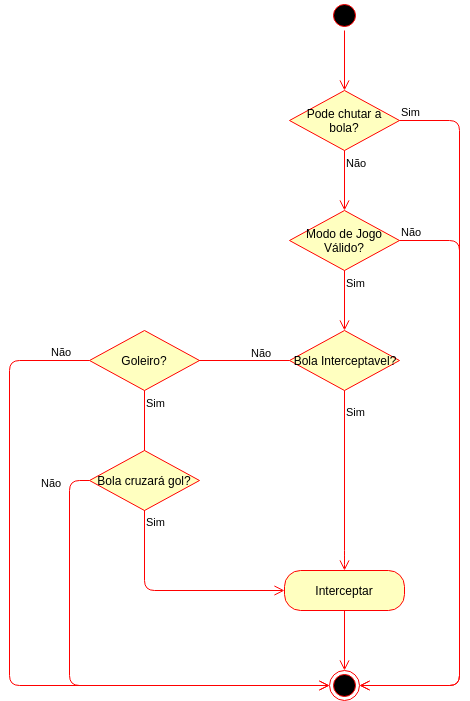 Pode chutar a
bola?
Sim
Não
Modo de Jogo
Válido?
Não
Sim
Bola Interceptavel?
Não
Goleiro?
Não
Sim
Sim
Bola cruzará gol?
Não
Sim
Interceptar